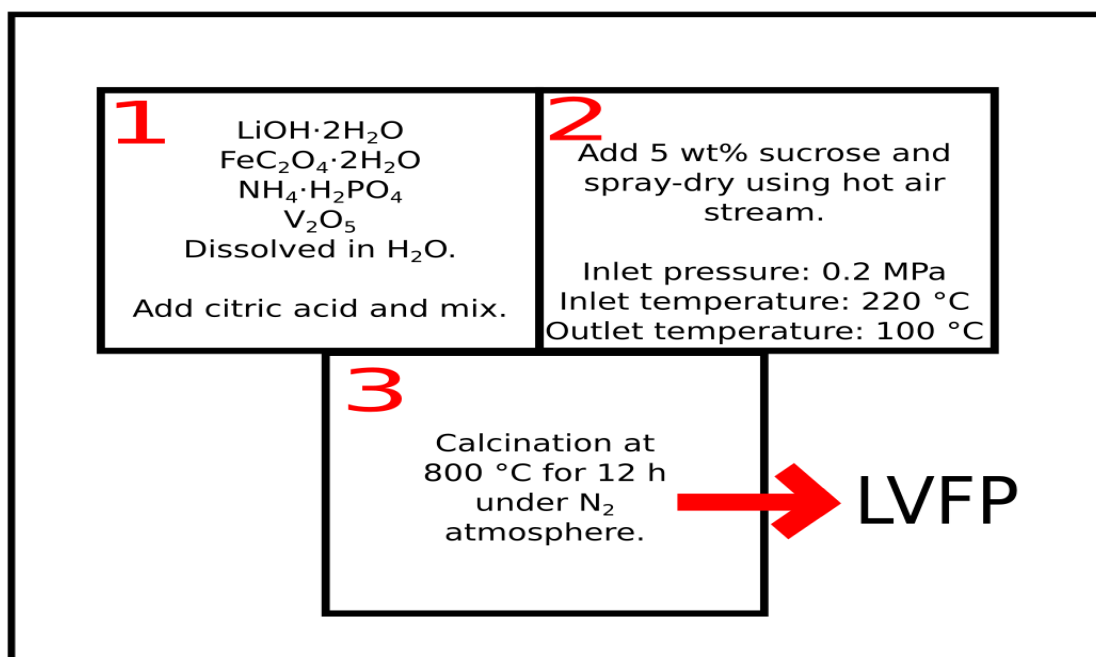 1
LiOH·2H₂O
FeC₂O₄·2H₂O
NH₄·H₂PO₄
V₂O₅
Dissolved in H₂O.
Add citric acid and mix.
2
Add 5 wt% sucrose and
spray-dry using hot air
stream.
Inlet pressure: 0.2 MPa
Inlet temperature: 220 °C
Outlet temperature: 100 °C
3
Calcination at
800 °C for 12 h
under N₂
atmosphere.
LVFP